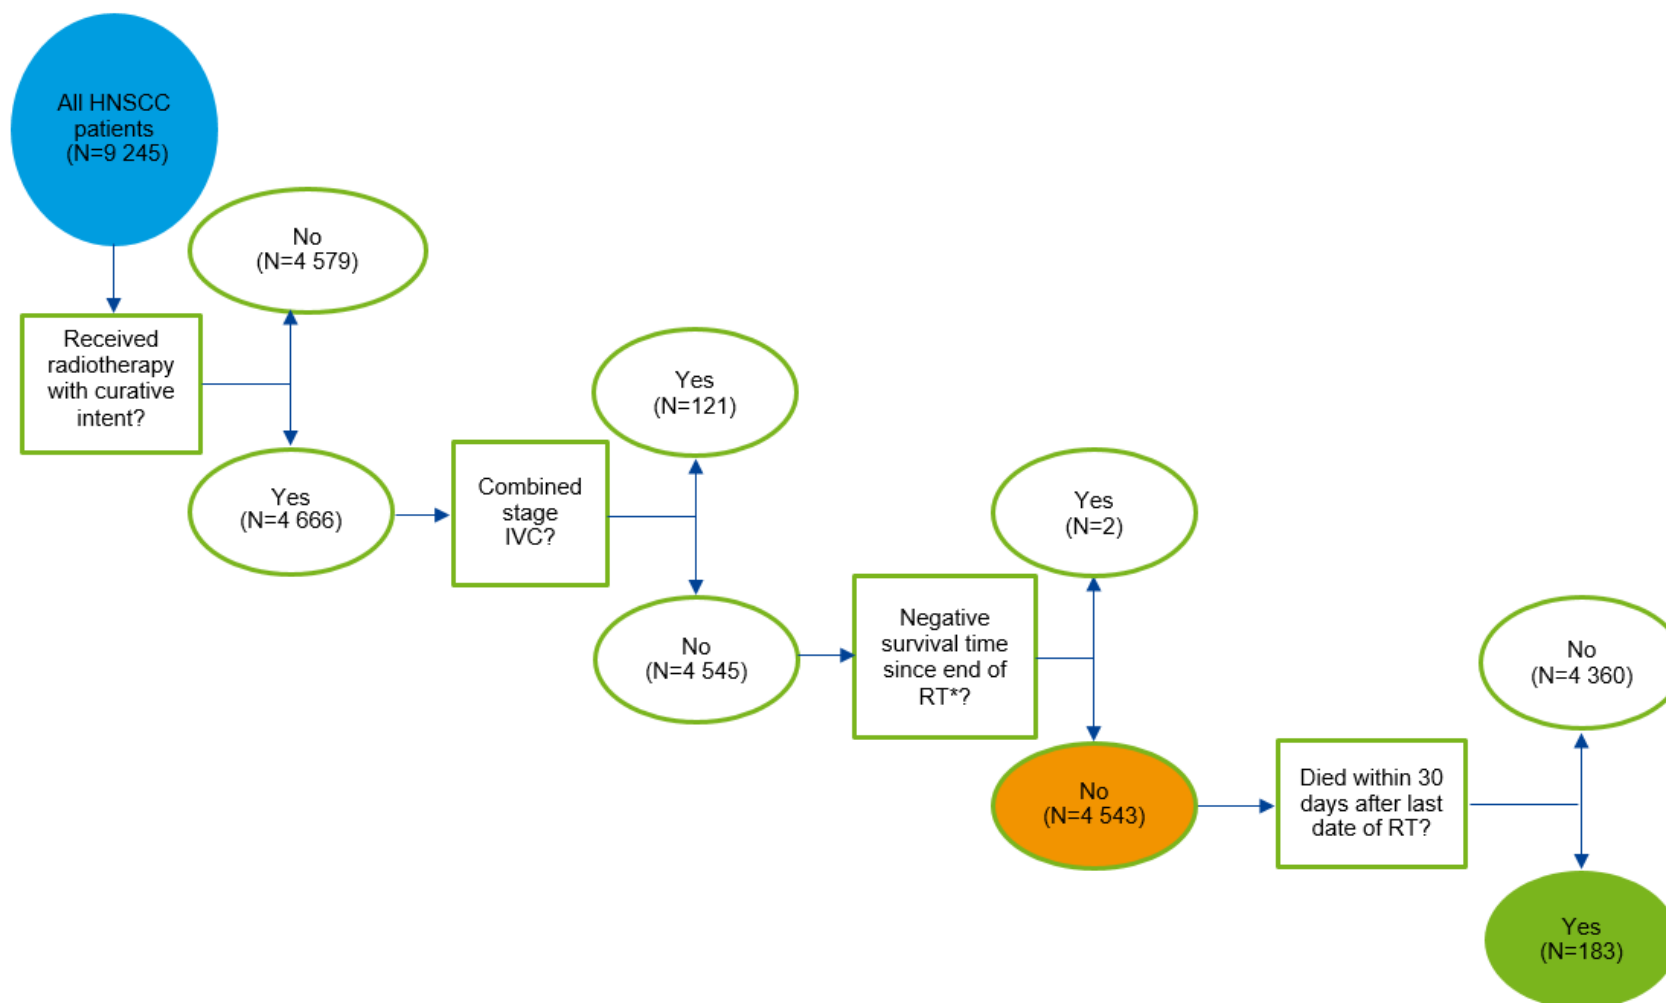 All HNSCC
patients
(N=9 245)
No
(N=4 579)
Received
radiotherapy
with curative
intent?
Yes
(N=4 666)
Combined
stage
IVC?
Yes
(N=121)
No
(N=4 545)
Negative
survival time
since end of
RT*?
Yes
(N=2)
No
(N=4 543)
Died within 30
days after last
date of RT?
No
(N=4 360)
Yes
(N=183)